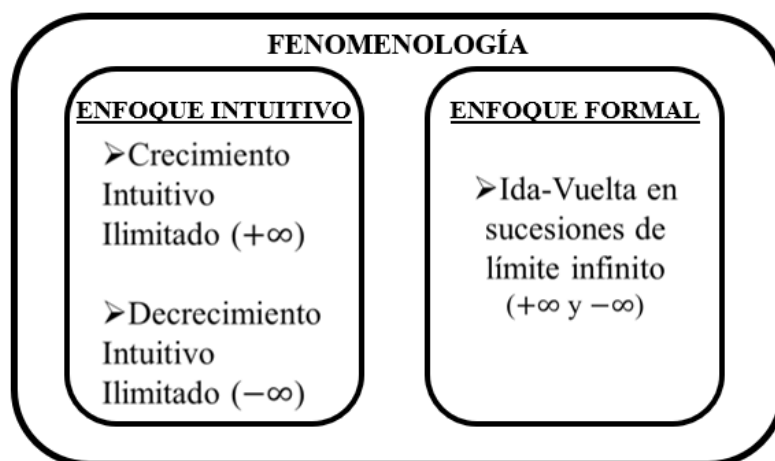 FENOMENOLOGÍA
ENFOQUE INTUITIVO
➢Crecimiento
Intuitivo
Ilimitado (+∞)
➢Decrecimiento
Intuitivo
Ilimitado (−∞)
ENFOQUE FORMAL
➢Ida-Vuelta en
sucesiones de
límite infinito
(+∞ y −∞)